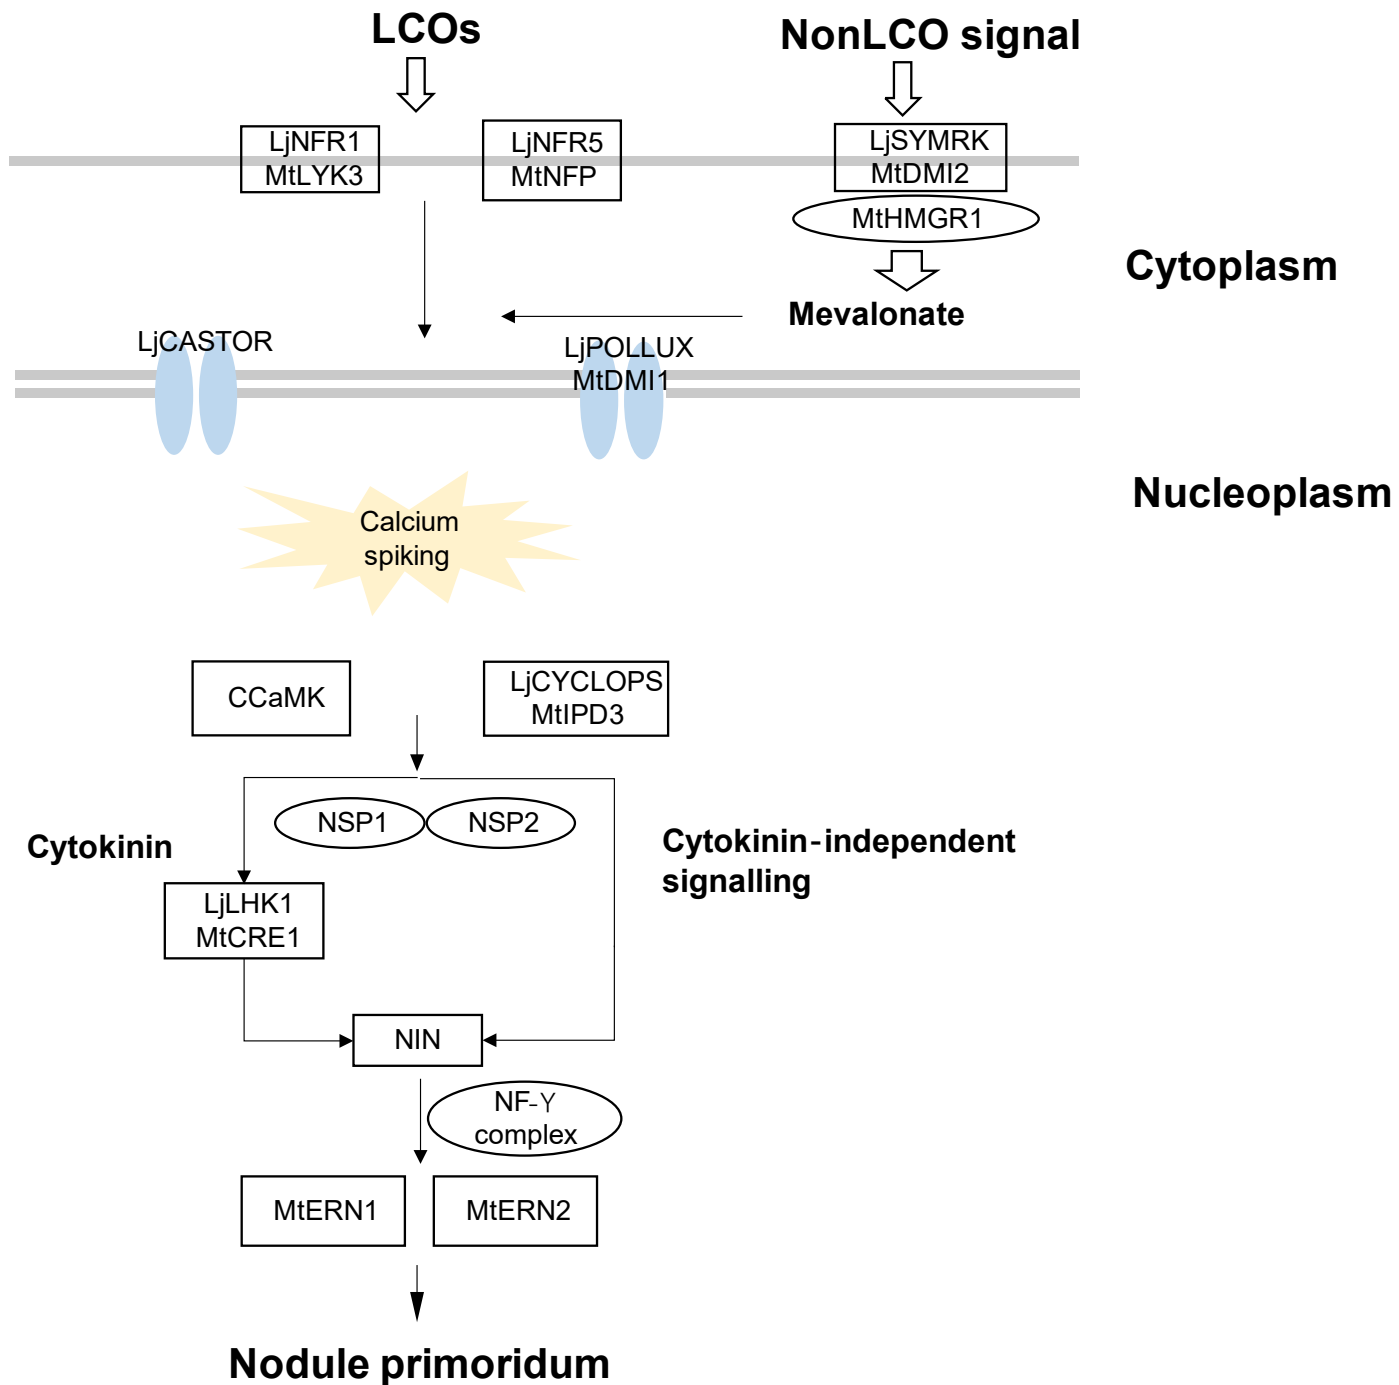 LCOs
NonLCO signal
LjNFR1
MtLYK3
LjNFR5
MtNFP
LjSYMRK
MtDMI2
MtHMGR1
Cytoplasm
Mevalonate
LjCASTOR
LjPOLLUX
MtDMI1
Nucleoplasm
Calcium
spiking
CCaMK
LjCYCLOPS
MtIPD3
NSP1
NSP2
Cytokinin
Cytokinin-independent
signalling
LjLHK1
MtCRE1
NIN
NF-Y
complex
MtERN1
MtERN2
Nodule primoridum